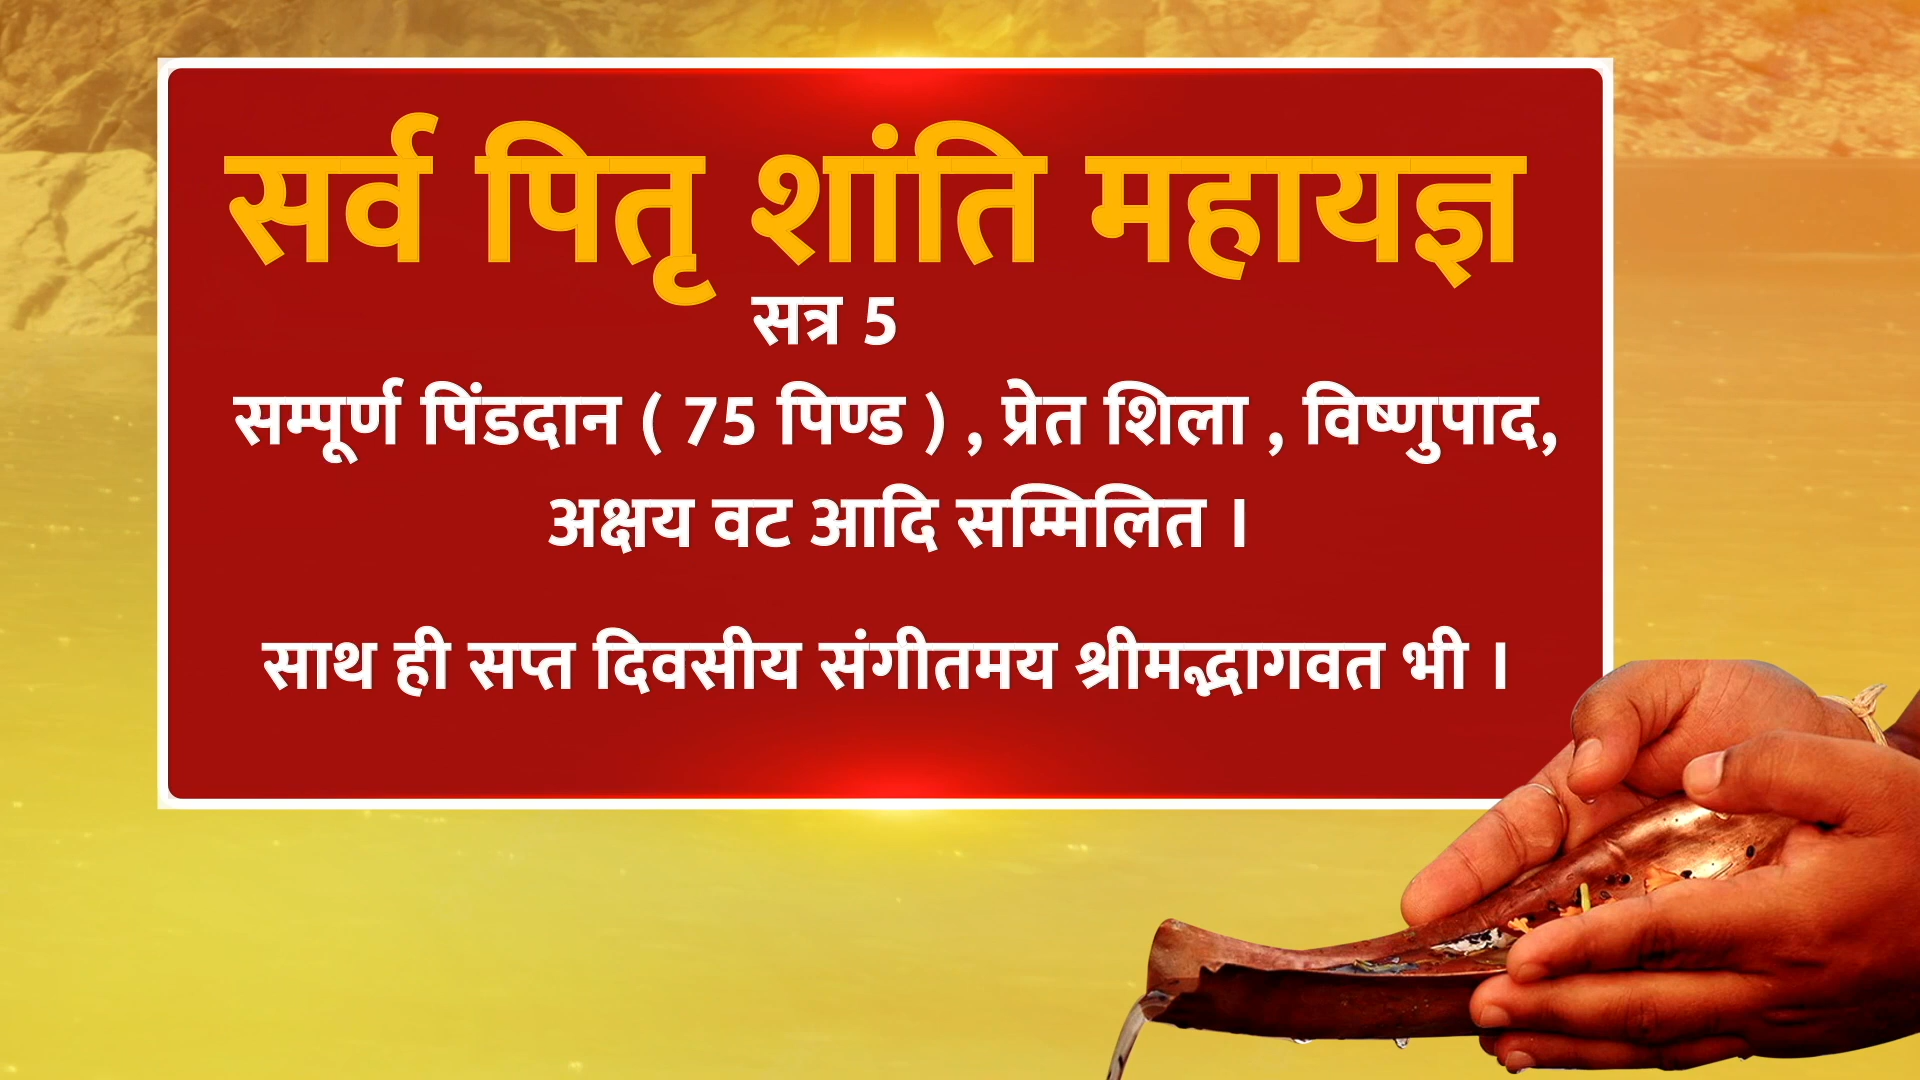 सर्व पितृ शांति महायज्ञ
सत्र 5
सम्पूर्ण पिंडदान ( 75 पिण्ड ) , प्रेत शिला , विष्णुपाद,
अक्षय वट आदि सम्मिलित ।
साथ ही सप्त दिवसीय संगीतमय श्रीमद्भागवत भी ।